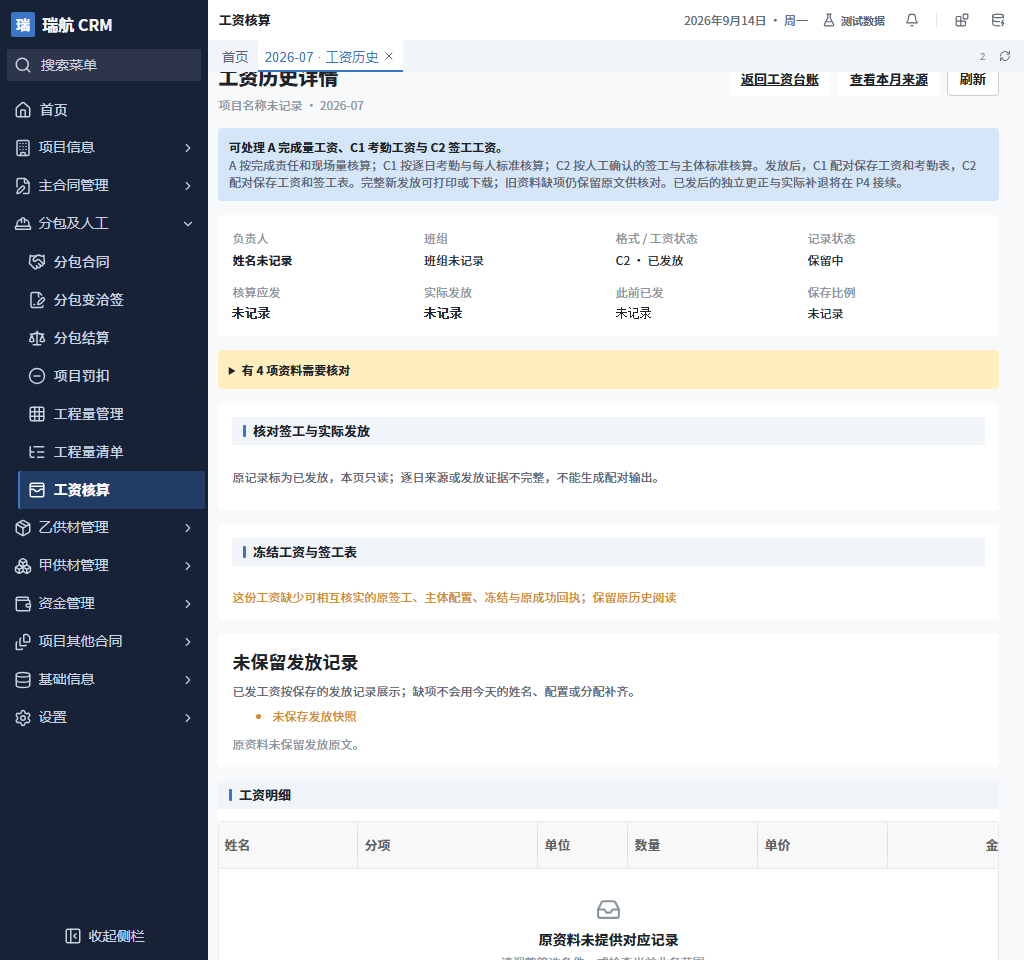 瑞 瑞航 CRM
搜索菜单
首页
项目信息
主合同管理
分包及人工
分包合同
分包变洽签
分包结算
项目罚扣
工程量管理
工程量清单
工资核算
乙供材管理
甲供材管理
资金管理
项目其他合同
基础信息
设置
收起侧栏
工资核算
2026年9月14日 • 周一 测试数据
首页 2026-07 · 工资历史 ×
2
工资历史详情
返回工资台账 查看本月来源 刷新
项目名称未记录 • 2026-07
可处理 A 完成量工资、C1 考勤工资与 C2 签工工资。
A 按完成责任和现场量核算；C1 按逐日考勤与每人标准核算；C2 按人工确认的签工与主体标准核算。发放后，C1 配对保存工资和考勤表，C2
配对保存工资和签工表。完整新发放可打印或下载；旧资料缺项仍保留原文供核对。已发后的独立更正与实际补退将在 P4 接续。
负责人 班组 格式 / 工资状态 记录状态
姓名未记录 班组未记录 C2 • 已发放 保留中
核算应发 实际发放 此前已发 保存比例
未记录 未记录 未记录 未记录
有 4 项资料需要核对
核对签工与实际发放
原记录标为已发放，本页只读；逐日来源或发放证据不完整，不能生成配对输出。
冻结工资与签工表
这份工资缺少可相互核实的原签工、主体配置、冻结与原成功回执；保留原历史阅读
未保留发放记录
已发工资按保存的发放记录展示；缺项不会用今天的姓名、配置或分配补齐。
• 未保存发放快照
原资料未保留发放原文。
工资明细
姓名 分项 单位 数量 单价 金
原资料未提供对应记录